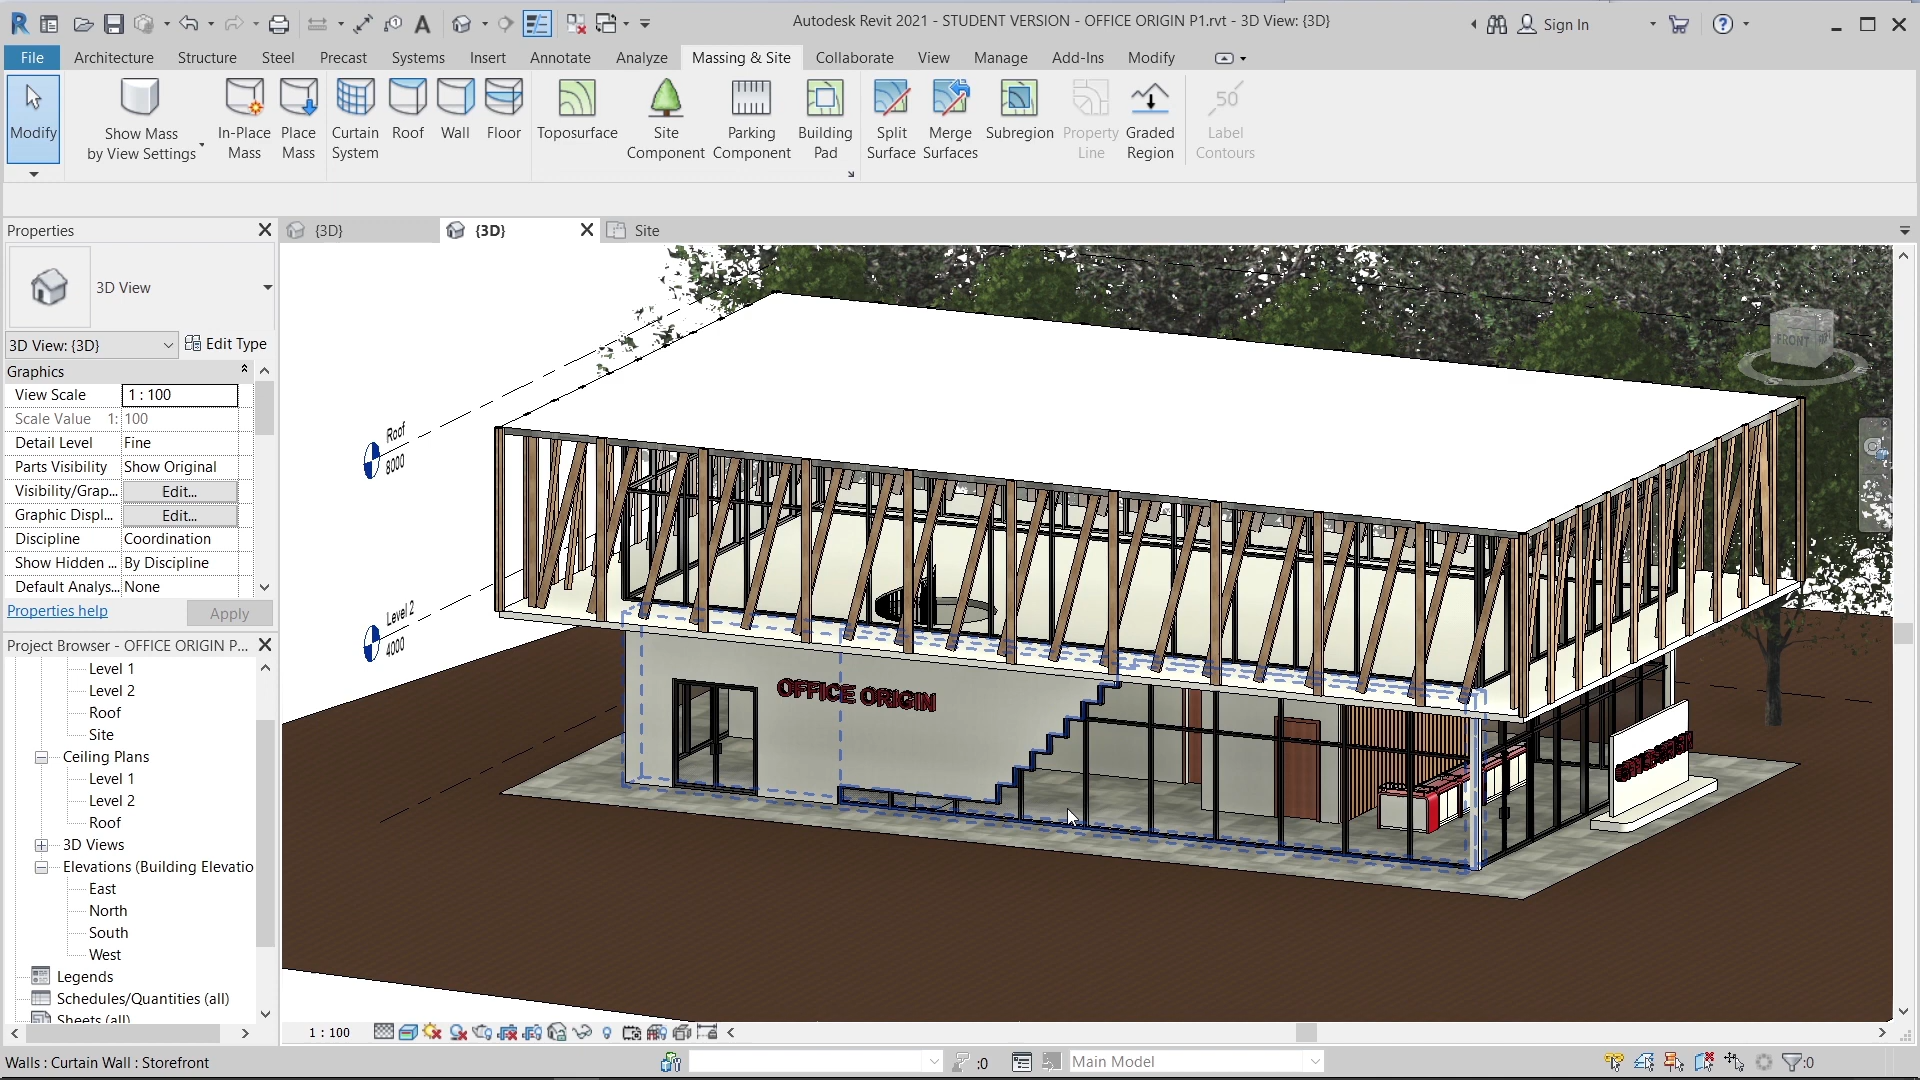 Autodesk Revit 2021 - STUDENT VERSION - OFFICE ORIGIN P1.rvt - 3D View: {3D}
Sign In
File Architecture Structure Steel Precast Systems Insert Annotate Analyze Massing & Site Collaborate View Manage Add-Ins Modify
Modify
Show Mass
by View Settings
In-Place
Mass
Place
Mass
Curtain
System
Roof
Wall
Floor
Toposurface
Site
Component
Parking
Component
Building
Pad
Split
Surface
Merge
Surfaces
Subregion
Property
Line
Graded
Region
50
Label
Contours
Properties
{3D}
{3D}
Site
3D View
3D View: {3D}
Edit Type
Graphics
View Scale 1 : 100
Scale Value 1: 100
Detail Level Fine
Parts Visibility Show Original
Visibility/Grap... Edit...
Graphic Displ... Edit...
Discipline Coordination
Show Hidden ... By Discipline
Default Analys... None
Properties help
Apply
Project Browser - OFFICE ORIGIN P...
Level 1
Level 2
Roof
Site
Ceiling Plans
Level 1
Level 2
Roof
3D Views
Elevations (Building Elevatio
East
North
South
West
Legends
Schedules/Quantities (all)
Sheets (all)
Roof
8000
Level 2
4000
FRONT
OFFICE ORIGIN
1 : 100
Walls : Curtain Wall : Storefront
:0
Main Model
:0